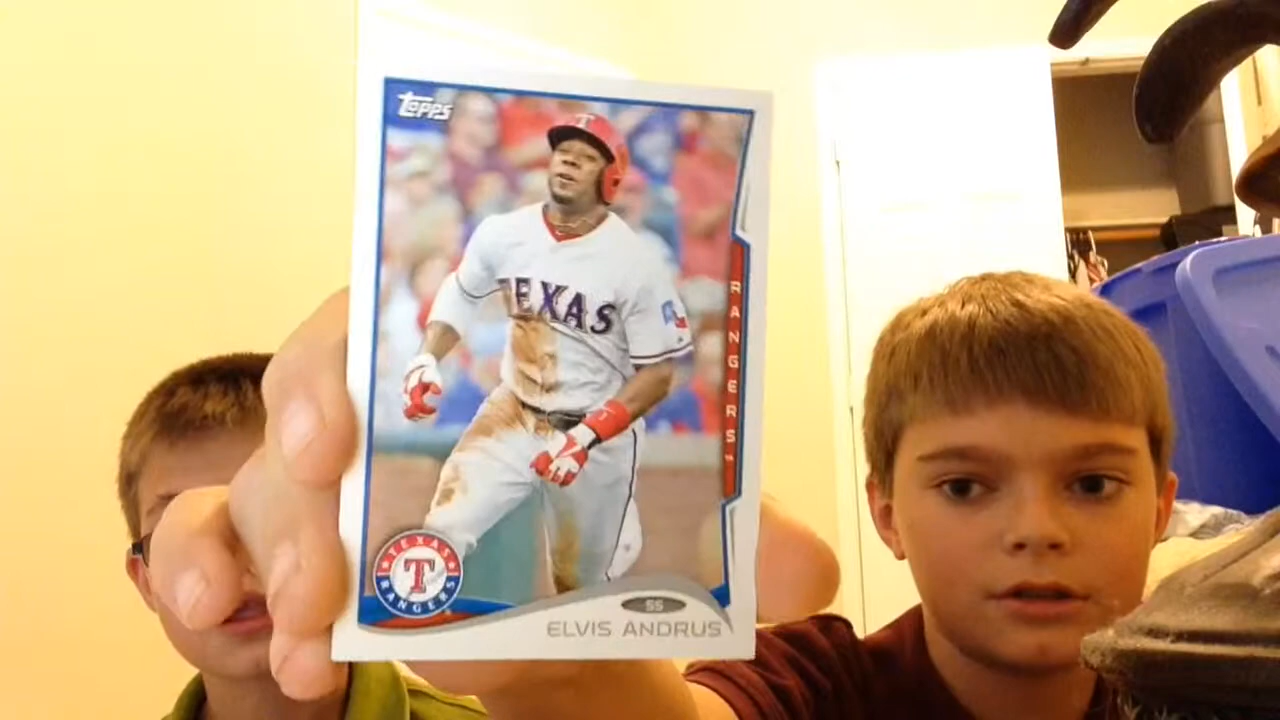 Topps
T
TEXAS
RANGERS
TEXAS
T
RANGERS
SS
ELVIS ANDRUS